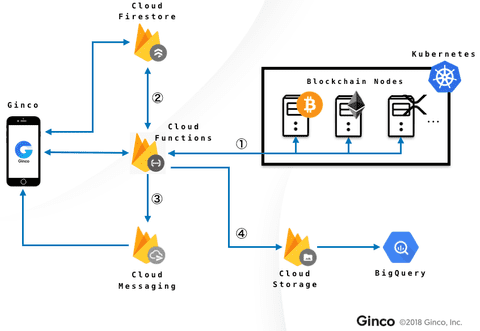 Cloud
Firestore
Kubernetes
Blockchain Nodes
Ginco
②
Cloud
Functions
①
...
Ginco
③
④
Cloud
Messaging
Cloud
Storage
BigQuery
Ginco ©2018 Ginco, Inc.